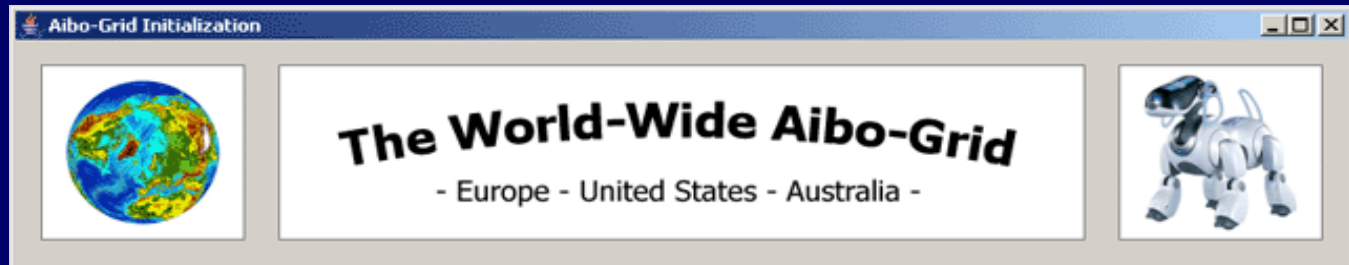 Aibo-Grid Initialization
The World-Wide Aibo-Grid
- Europe - United States - Australia -